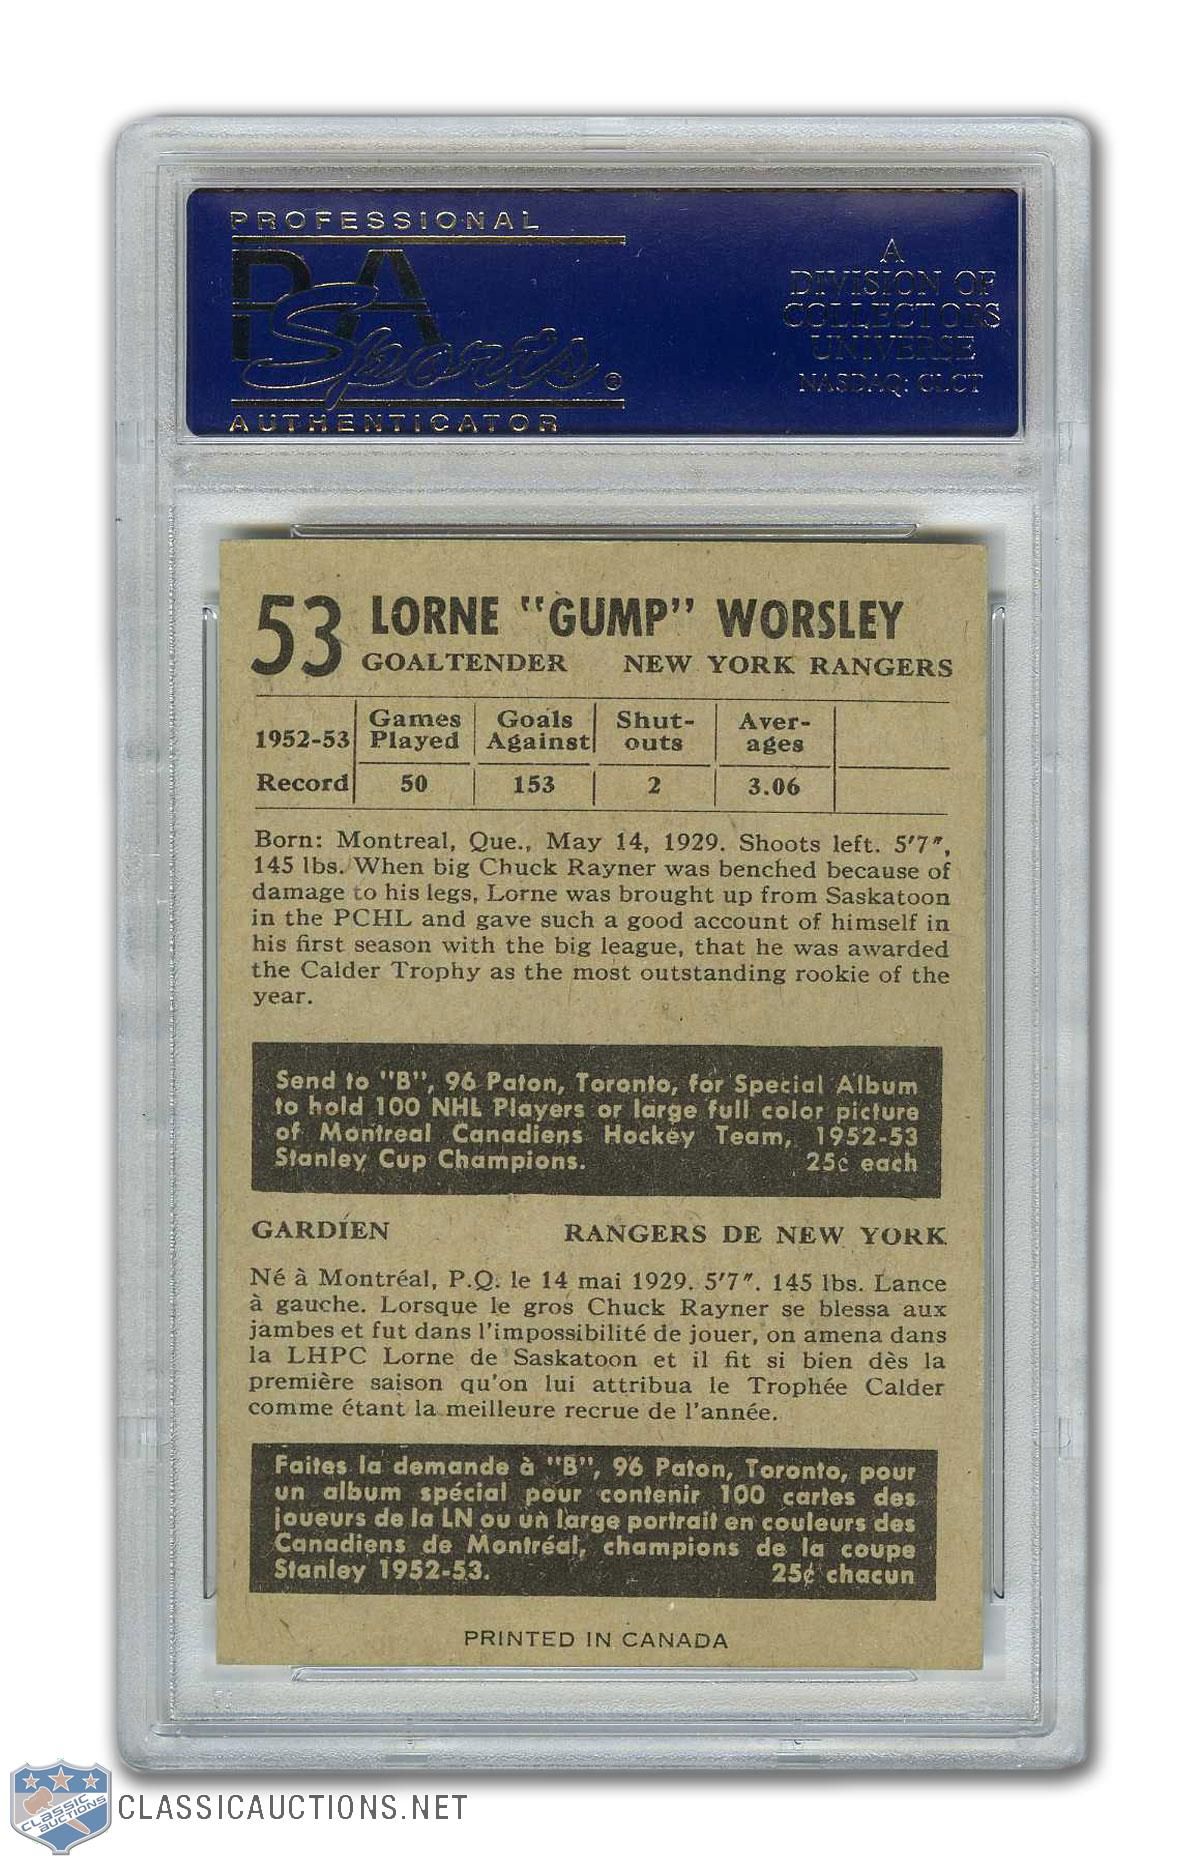 PROFESSIONAL
PSA
Sports®
AUTHENTICATOR
A
DIVISION OF
COLLECTORS
UNIVERSE
NASDAQ: CLCT
53 LORNE "GUMP" WORSLEY
GOALTENDER NEW YORK RANGERS
1952-53 Games Played Goals Against Shut-outs Aver-ages
Record 50 153 2 3.06
Born: Montreal, Que., May 14, 1929. Shoots left. 5'7",
145 lbs. When big Chuck Rayner was benched because of
damage to his legs, Lorne was brought up from Saskatoon
in the PCHL and gave such a good account of himself in
his first season with the big league, that he was awarded
the Calder Trophy as the most outstanding rookie of the
year.
Send to "B", 96 Paton, Toronto, for Special Album
to hold 100 NHL Players or large full color picture
of Montreal Canadiens Hockey Team, 1952-53
Stanley Cup Champions. 25c each
GARDIEN RANGERS DE NEW YORK
Né à Montréal, P.Q. le 14 mai 1929. 5'7". 145 lbs. Lance
à gauche. Lorsque le gros Chuck Rayner se blessa aux
jambes et fut dans l'impossibilité de jouer, on amena dans
la LHPC Lorne de Saskatoon et il fit si bien dès la
première saison qu'on lui attribua le Trophée Calder
comme étant la meilleure recrue de l'année.
Faites la demande à "B", 96 Paton, Toronto, pour
un album spécial pour contenir 100 cartes des
joueurs de la LN ou un large portrait en couleurs des
Canadiens de Montréal, champions de la coupe
Stanley 1952-53. 25¢ chacun
PRINTED IN CANADA
CLASSIC AUCTIONS
CLASSICAUCTIONS.NET